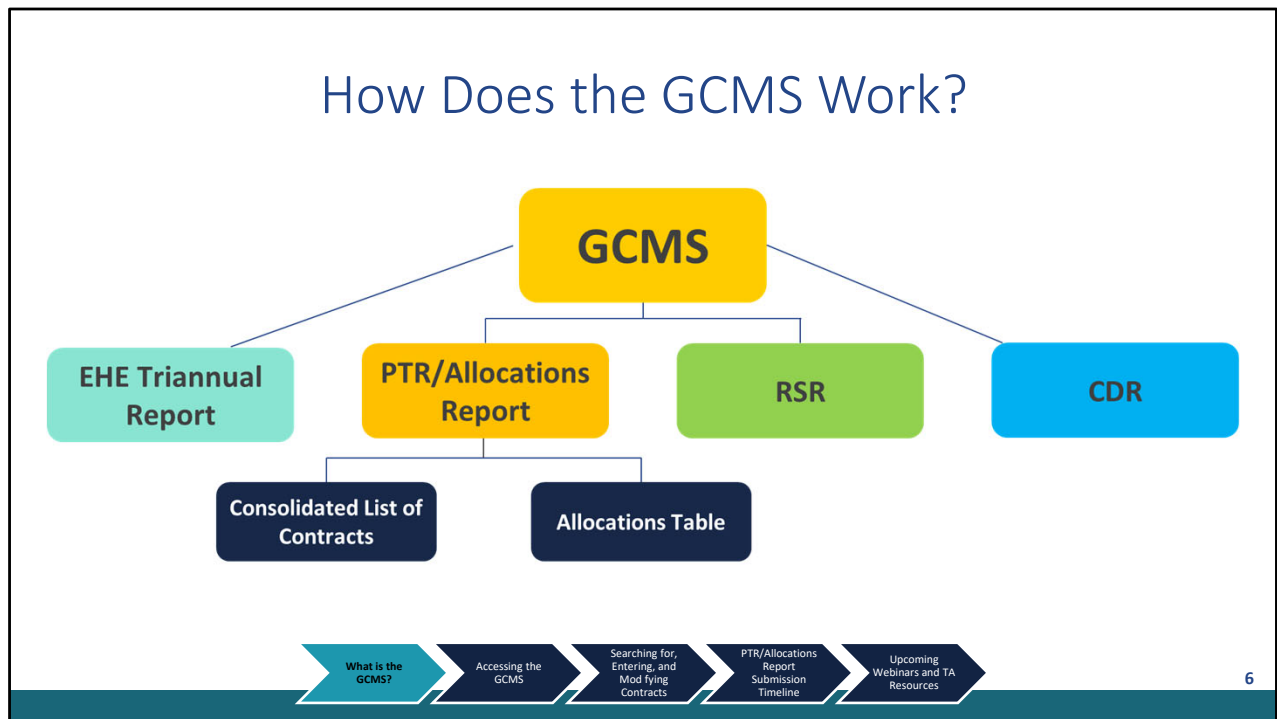 How Does the GCMS Work?
GCMS
EHE Triannual
Report
PTR/Allocations
Report
RSR
CDR
Consolidated List of
Contracts
Allocations Table
What is the
GCMS?
Accessing the
GCMS
Searching for,
Entering, and
Mod fying
Contracts
PTR/Allocations
Report
Submission
Timeline
Upcoming
Webinars and TA
Resources
6